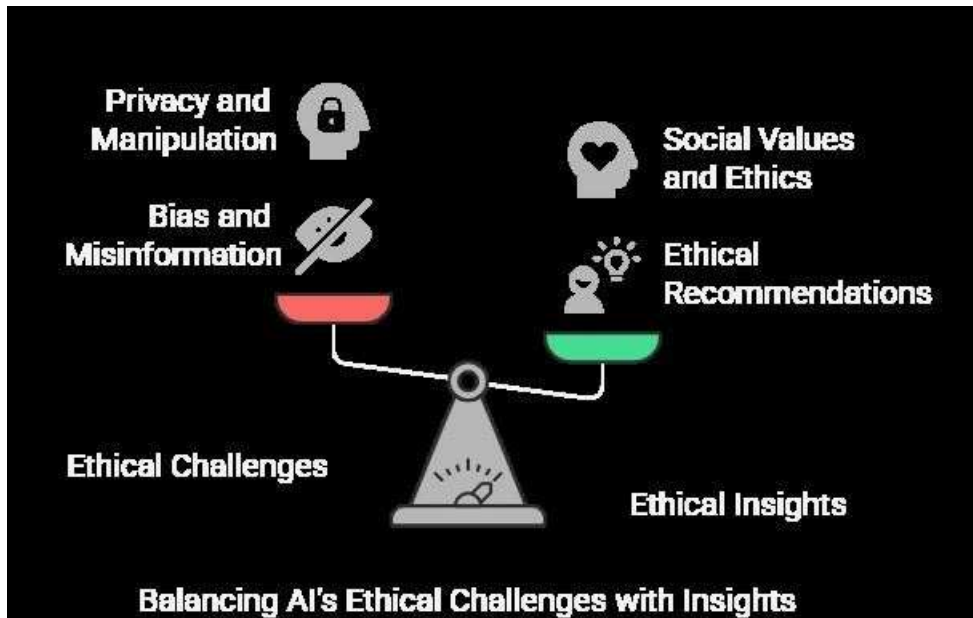 Privacy and
Manipulation
Bias and
Misinformation
Social Values
and Ethics
Ethical
Recommendations
Ethical Challenges
Ethical Insights
Balancing AI's Ethical Challenges with Insights